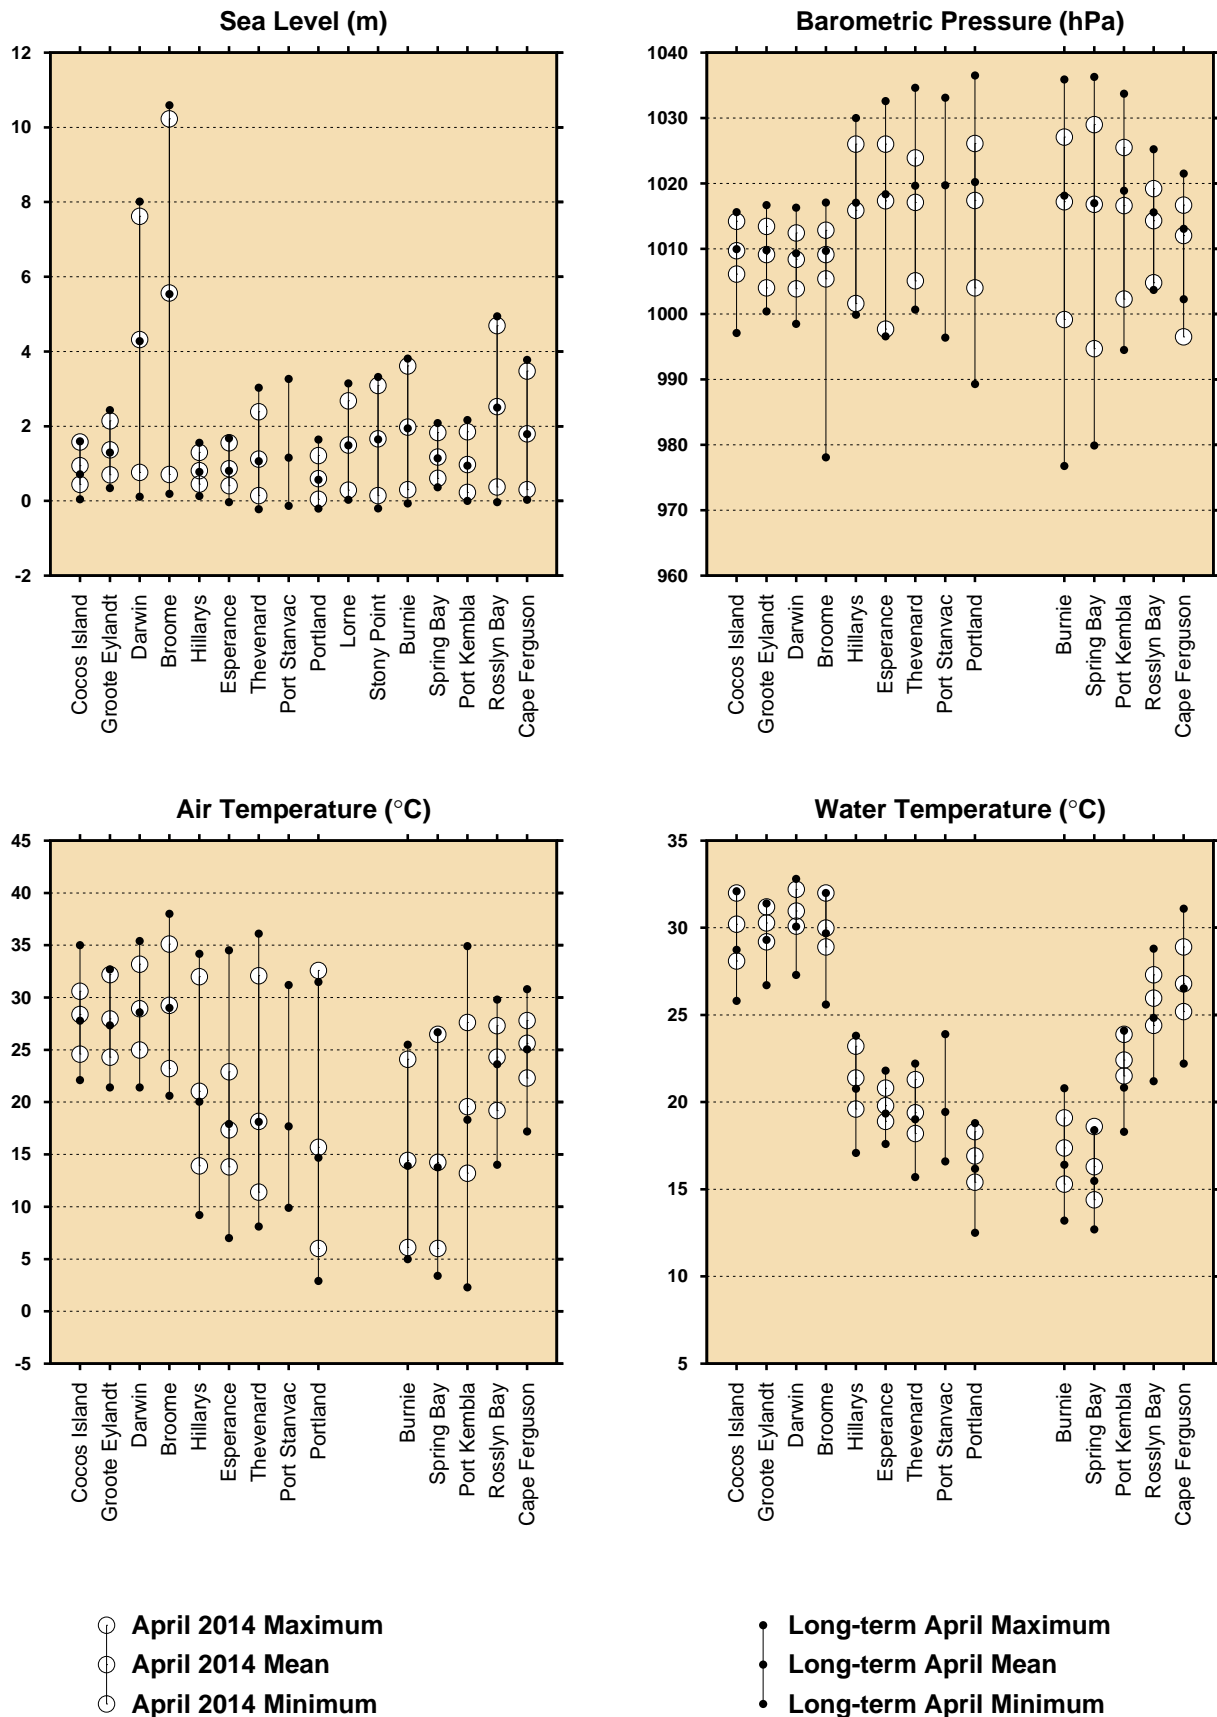 Sea Level (m)
12
10
8
6
4
2
0
-2
Cocos Island
Groote Eylandt
Darwin
Broome
Hillarys
Esperance
Thevenard
Port Stanvac
Portland
Lorne
Stony Point
Burnie
Spring Bay
Port Kembla
Rosslyn Bay
Cape Ferguson
Barometric Pressure (hPa)
1040
1030
1020
1010
1000
990
980
970
960
Cocos Island
Groote Eylandt
Darwin
Broome
Hillarys
Esperance
Thevenard
Port Stanvac
Portland
Burnie
Spring Bay
Port Kembla
Rosslyn Bay
Cape Ferguson
Air Temperature (°C)
45
40
35
30
25
20
15
10
5
0
-5
Cocos Island
Groote Eylandt
Darwin
Broome
Hillarys
Esperance
Thevenard
Port Stanvac
Portland
Burnie
Spring Bay
Port Kembla
Rosslyn Bay
Cape Ferguson
Water Temperature (°C)
35
30
25
20
15
10
5
Cocos Island
Groote Eylandt
Darwin
Broome
Hillarys
Esperance
Thevenard
Port Stanvac
Portland
Burnie
Spring Bay
Port Kembla
Rosslyn Bay
Cape Ferguson
April 2014 Maximum
April 2014 Mean
April 2014 Minimum
Long-term April Maximum
Long-term April Mean
Long-term April Minimum